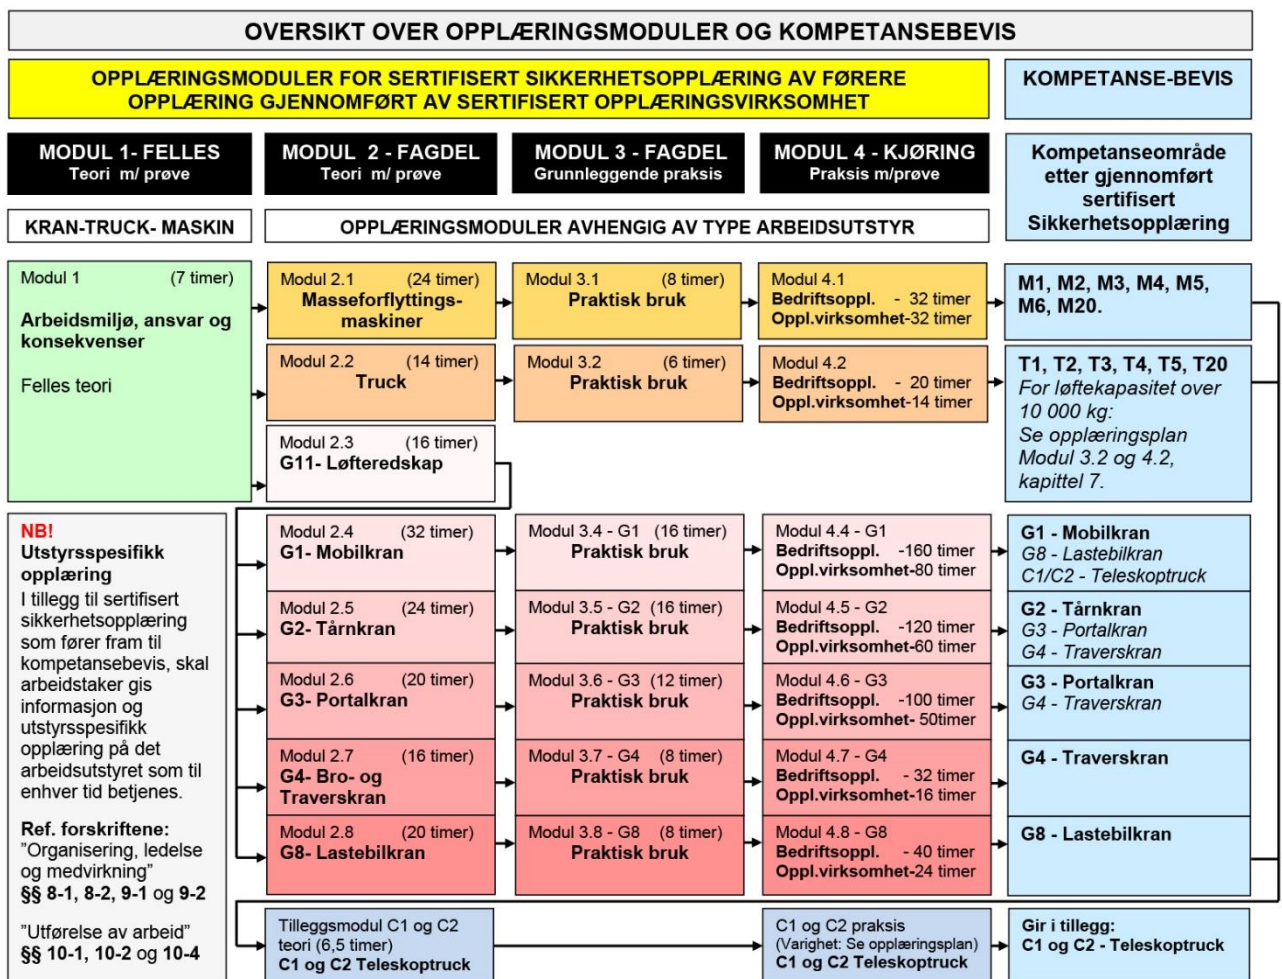 OVERSIKT OVER OPPLÆRINGSMODULER OG KOMPETANSEBEVIS
OPPLÆRINGSMODULER FOR SERTIFISERT SIKKERHETSOPPLÆRING AV FØRERE
OPPLÆRING GJENNOMFØRT AV SERTIFISERT OPPLÆRINGSVIRKSOMHET
KOMPETANSE-BEVIS
MODUL 1- FELLES
Teori m/ prøve
MODUL 2 - FAGDEL
Teori m/ prøve
MODUL 3 - FAGDEL
Grunnleggende praksis
MODUL 4 - KJØRING
Praksis m/prøve
Kompetanseområde
etter gjennomført
sertifisert
Sikkerhetsopplæring
KRAN-TRUCK- MASKIN
OPPLÆRINGSMODULER AVHENGIG AV TYPE ARBEIDSUTSTYR
Modul 1 (7 timer)
Arbeidsmiljø, ansvar og
konsekvenser
Felles teori
Modul 2.1 (24 timer)
Masseforflyttings-
maskiner
Modul 3.1 (8 timer)
Praktisk bruk
Modul 4.1
Bedriftsoppl. - 32 timer
Oppl.virksomhet-32 timer
M1, M2, M3, M4, M5,
M6, M20.
Modul 2.2 (14 timer)
Truck
Modul 3.2 (6 timer)
Praktisk bruk
Modul 4.2
Bedriftsoppl. - 20 timer
Oppl.virksomhet-14 timer
T1, T2, T3, T4, T5, T20
For løftekapasitet over
10 000 kg:
Se opplæringsplan
Modul 3.2 og 4.2,
kapittel 7.
Modul 2.3 (16 timer)
G11- Løfteredskap
NB!
Utstyrsspesifikk
opplæring
I tillegg til sertifisert
sikkerhetsopplæring
som fører fram til
kompetansebevis, skal
arbeidstaker gis
informasjon og
utstyrsspesifikk
opplæring på det
arbeidsutstyret som til
enhver tid betjenes.
Ref. forskriftene:
"Organisering, ledelse
og medvirkning"
§§ 8-1, 8-2, 9-1 og 9-2
"Utførelse av arbeid"
§§ 10-1, 10-2 og 10-4
Modul 2.4 (32 timer)
G1- Mobilkran
Modul 3.4 - G1 (16 timer)
Praktisk bruk
Modul 4.4 - G1
Bedriftsoppl. -160 timer
Oppl.virksomhet-80 timer
G1 - Mobilkran
G8 - Lastebilkran
C1/C2 - Teleskoptruck
Modul 2.5 (24 timer)
G2- Tårnkran
Modul 3.5 - G2 (16 timer)
Praktisk bruk
Modul 4.5 - G2
Bedriftsoppl. -120 timer
Oppl.virksomhet-60 timer
G2 - Tårnkran
G3 - Portalkran
G4 - Traverskran
Modul 2.6 (20 timer)
G3- Portalkran
Modul 3.6 - G3 (12 timer)
Praktisk bruk
Modul 4.6 - G3
Bedriftsoppl. -100 timer
Oppl.virksomhet- 50timer
G3 - Portalkran
G4 - Traverskran
Modul 2.7 (16 timer)
G4- Bro- og
Traverskran
Modul 3.7 - G4 (8 timer)
Praktisk bruk
Modul 4.7 - G4
Bedriftsoppl. - 32 timer
Oppl.virksomhet-16 timer
G4 - Traverskran
Modul 2.8 (20 timer)
G8- Lastebilkran
Modul 3.8 - G8 (8 timer)
Praktisk bruk
Modul 4.8 - G8
Bedriftsoppl. - 40 timer
Oppl.virksomhet-24 timer
G8 - Lastebilkran
Tilleggsmodul C1 og C2
teori (6,5 timer)
C1 og C2 Teleskoptruck
C1 og C2 praksis
(Varighet: Se opplæringsplan)
C1 og C2 Teleskoptruck
Gir i tillegg:
C1 og C2 - Teleskoptruck